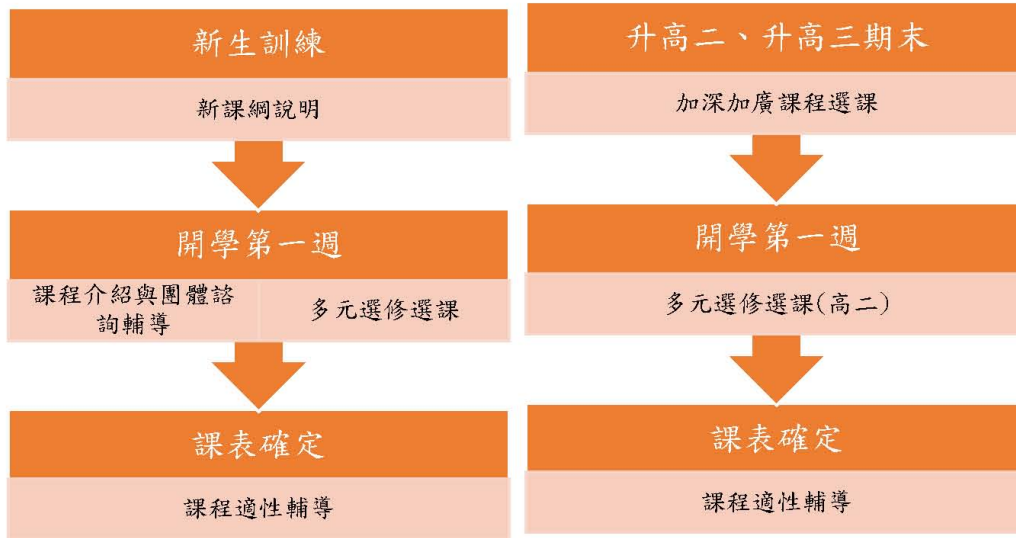 新生訓練
新課綱說明
開學第一週
課程介紹與團體諮
詢輔導
多元選修選課
課表確定
課程適性輔導
升高二、升高三期末
加深加廣課程選課
開學第一週
多元選修選課(高二)
課表確定
課程適性輔導